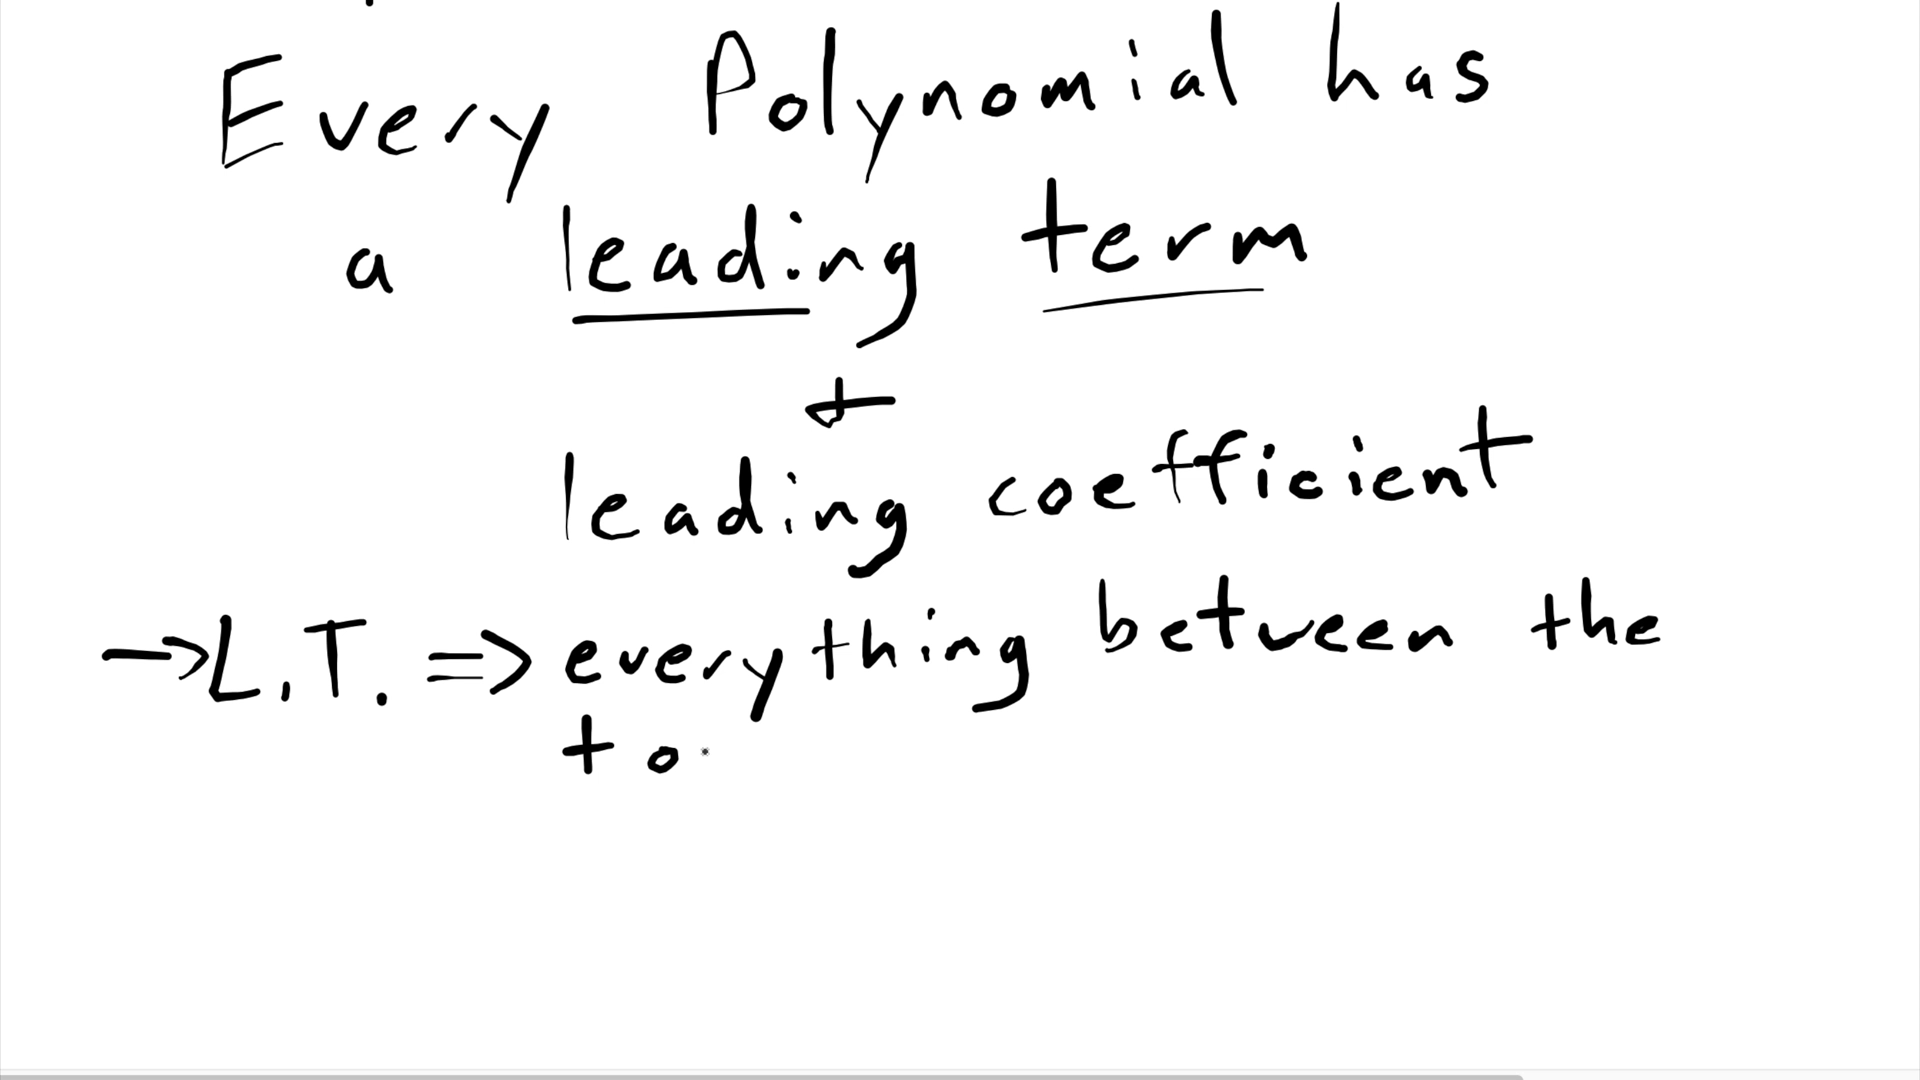 Every Polynomial has
a leading term
+
leading coefficient
→ L.T. ⇒ everything between the
to